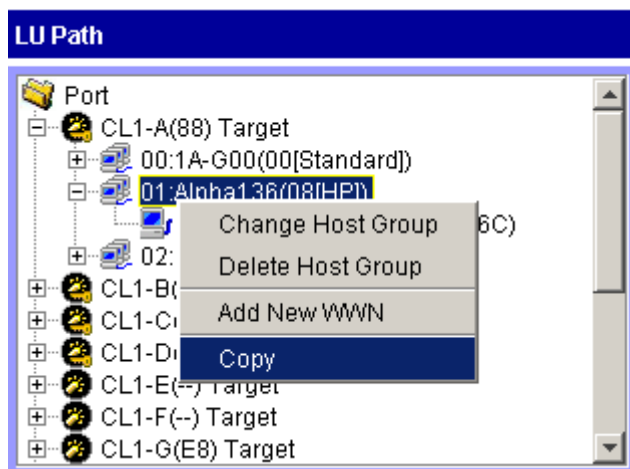 LU Path
Port
CL1-A(88) Target
00:1A-G00(00[Standard])
01:Alpha136(08[HP])
6C)
02:
CL1-B(
CL1-C
CL1-D
CL1-E(--) Target
CL1-F(--) Target
CL1-G(E8) Target
Change Host Group
Delete Host Group
Add New WWN
Copy